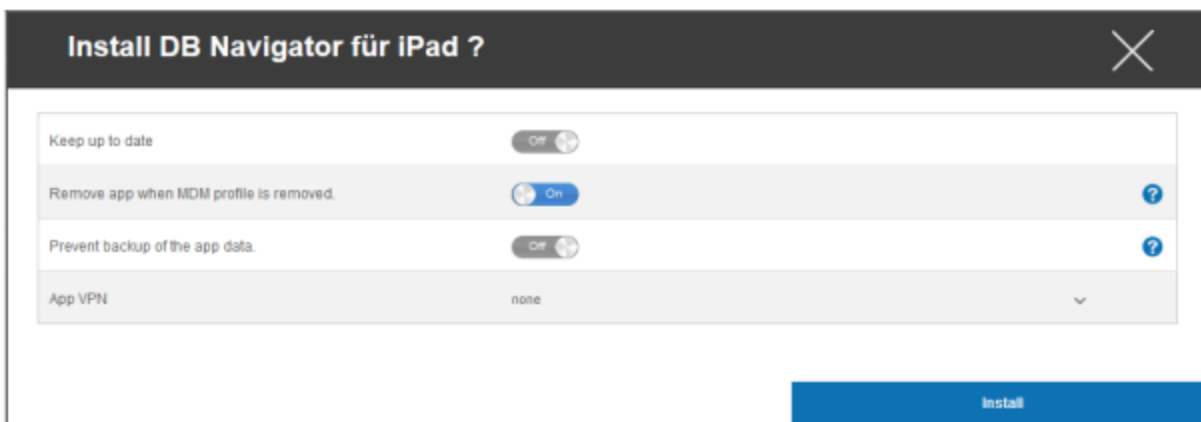 Install DB Navigator für iPad ?
Keep up to date
Off
Remove app when MDM profile is removed.
On
?
Prevent backup of the app data.
Off
?
App VPN
none
Install